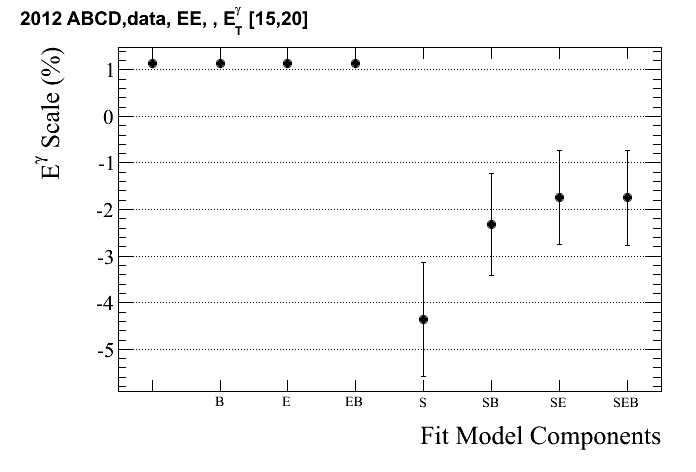 2012 ABCD,data, EE, , E_T^γ [15,20]
E^γ Scale (%)
1
0
-1
-2
-3
-4
-5
B E EB S SB SE SEB
Fit Model Components